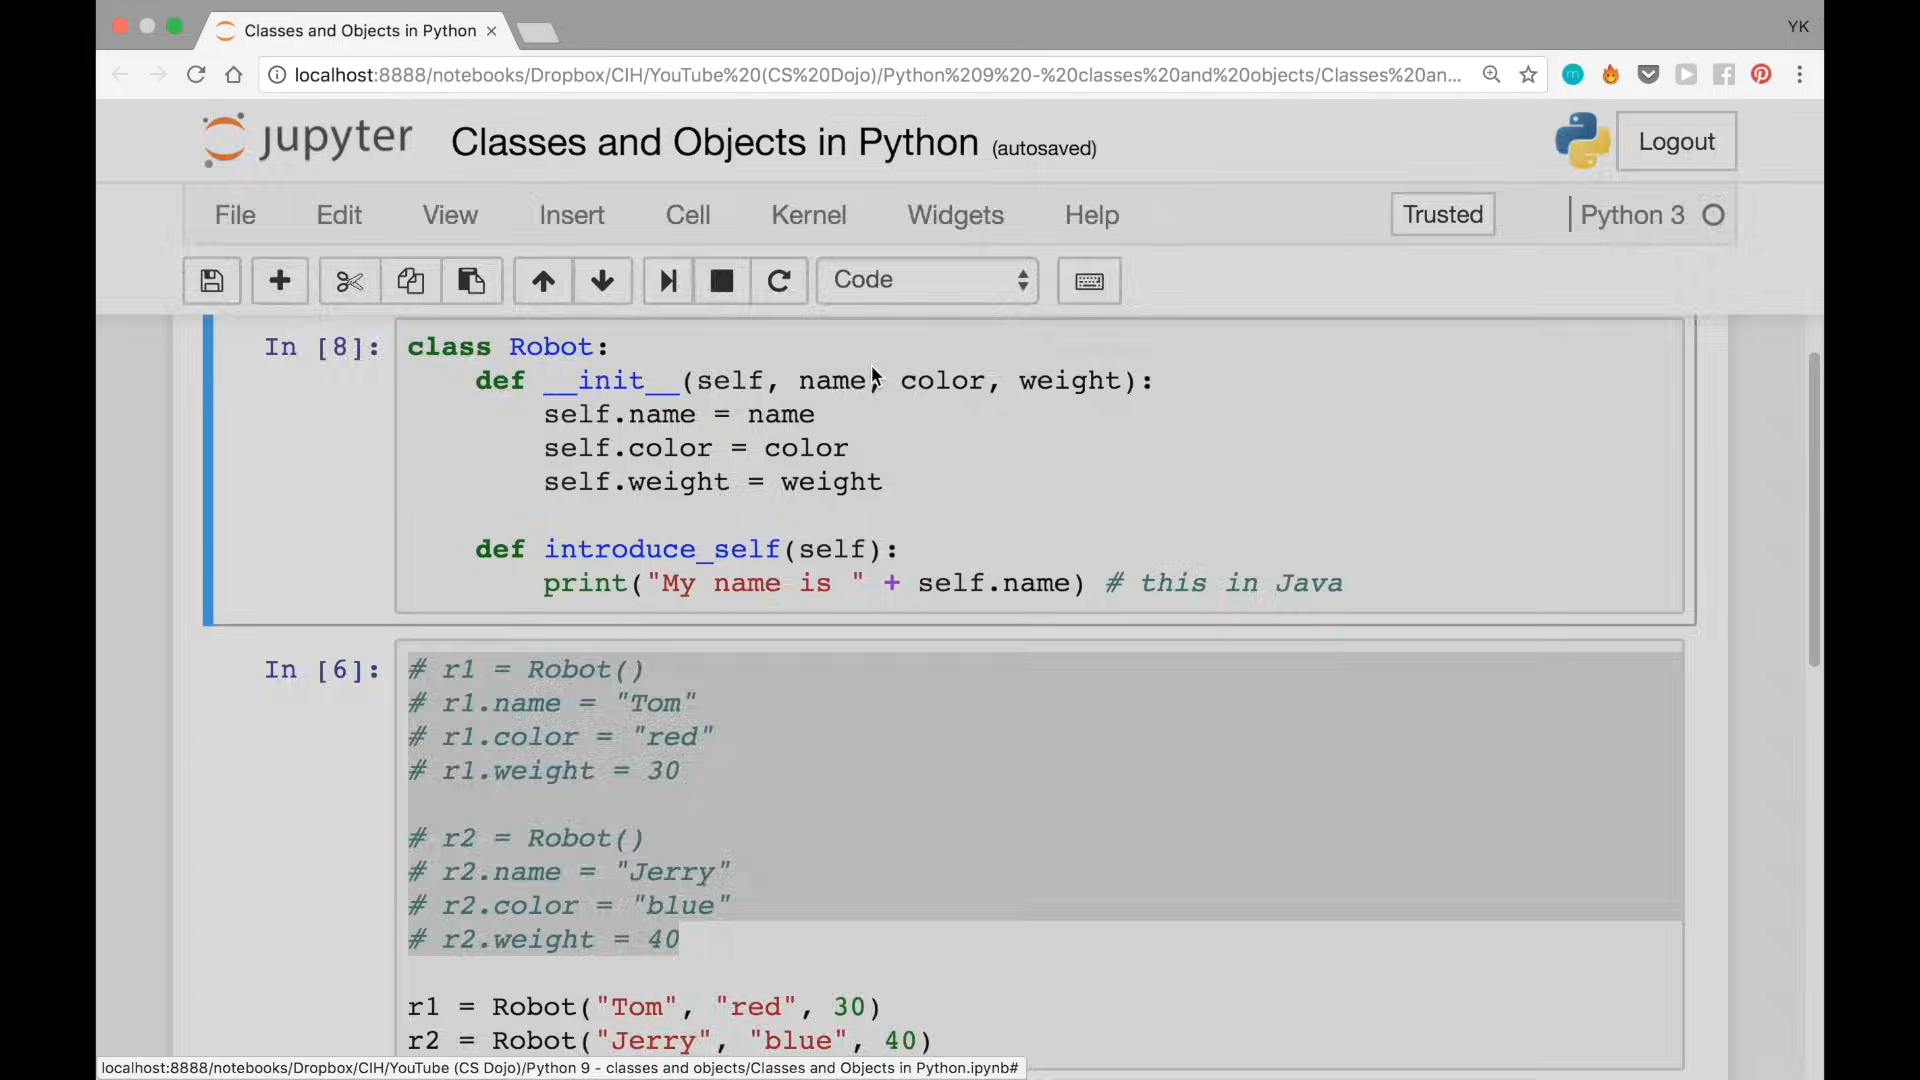 Classes and Objects in Python ×
YK
localhost:8888/notebooks/Dropbox/CIH/YouTube%20(CS%20Dojo)/Python%209%20-%20classes%20and%20objects/Classes%20an...
jupyter Classes and Objects in Python (autosaved)
Logout
File Edit View Insert Cell Kernel Widgets Help Trusted Python 3
Code
In [8]: class Robot:
def __init__(self, name, color, weight):
self.name = name
self.color = color
self.weight = weight
def introduce_self(self):
print("My name is " + self.name) # this in Java
In [6]: # r1 = Robot()
# r1.name = "Tom"
# r1.color = "red"
# r1.weight = 30
# r2 = Robot()
# r2.name = "Jerry"
# r2.color = "blue"
# r2.weight = 40
r1 = Robot("Tom", "red", 30)
r2 = Robot("Jerry", "blue", 40)
localhost:8888/notebooks/Dropbox/CIH/YouTube (CS Dojo)/Python 9 - classes and objects/Classes and Objects in Python.ipynb#